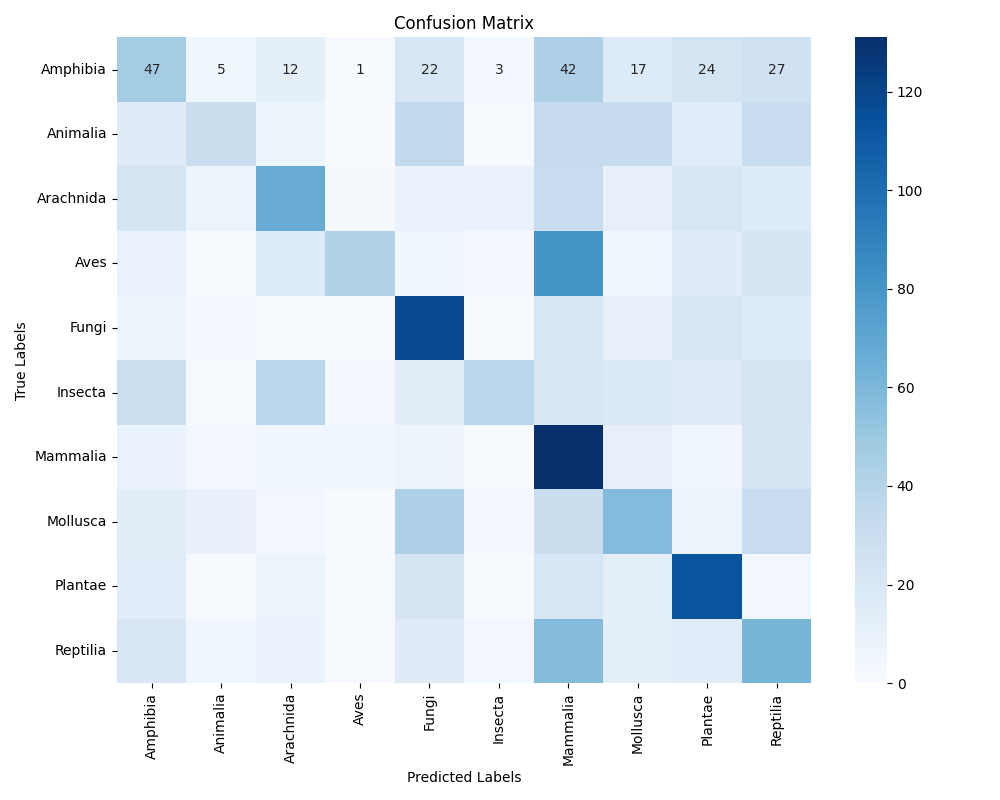 Confusion Matrix
True Labels
Amphibia 47 5 12 1 22 3 42 17 24 27
Animalia
Arachnida
Aves
Fungi
Insecta
Mammalia
Mollusca
Plantae
Reptilia
Amphibia Animalia Arachnida Aves Fungi Insecta Mammalia Mollusca Plantae Reptilia
Predicted Labels
120
100
80
60
40
20
0